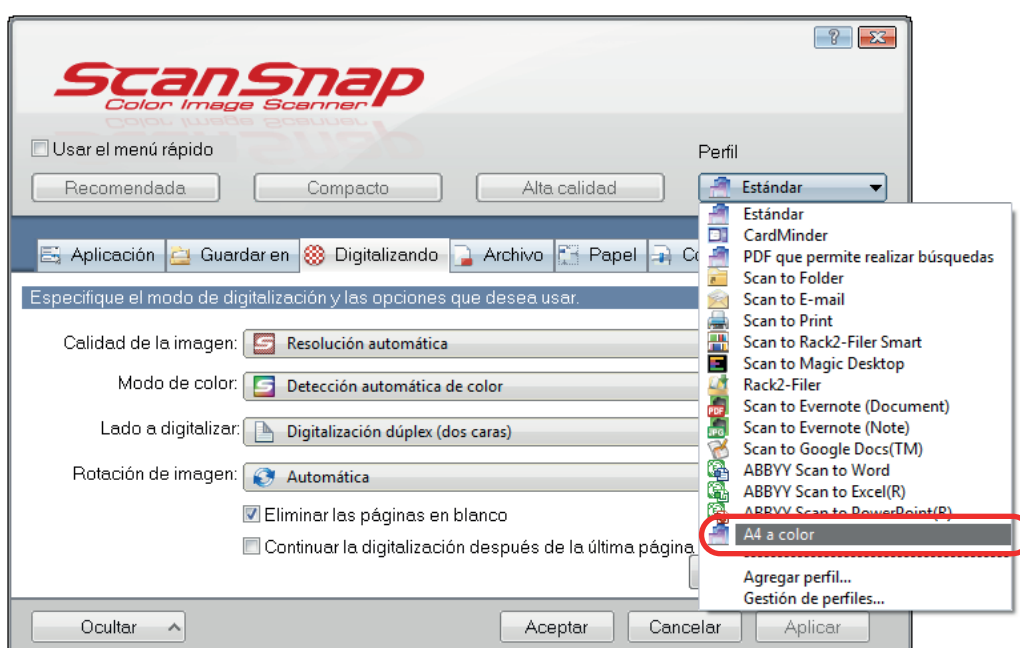 ScanSnap
Color Image Scanner
Usar el menú rápido
Perfil
Recomendada
Compacto
Alta calidad
Estándar
Estándar
CardMinder
PDF que permite realizar búsquedas
Scan to Folder
Scan to E-mail
Scan to Print
Scan to Rack2-Filer Smart
Scan to Magic Desktop
Rack2-Filer
Scan to Evernote (Document)
Scan to Evernote (Note)
Scan to Google Docs(TM)
ABBYY Scan to Word
ABBYY Scan to Excel(R)
ABBYY Scan to PowerPoint(R)
A4 a color
Agregar perfil...
Gestión de perfiles...
Aplicación
Guardar en
Digitalizando
Archivo
Papel
Especifique el modo de digitalización y las opciones que desea usar.
Calidad de la imagen:
Resolución automática
Modo de color:
Detección automática de color
Lado a digitalizar:
Digitalización dúplex (dos caras)
Rotación de imagen:
Automática
Eliminar las páginas en blanco
Continuar la digitalización después de la última página
Ocultar
Aceptar
Cancelar
Aplicar